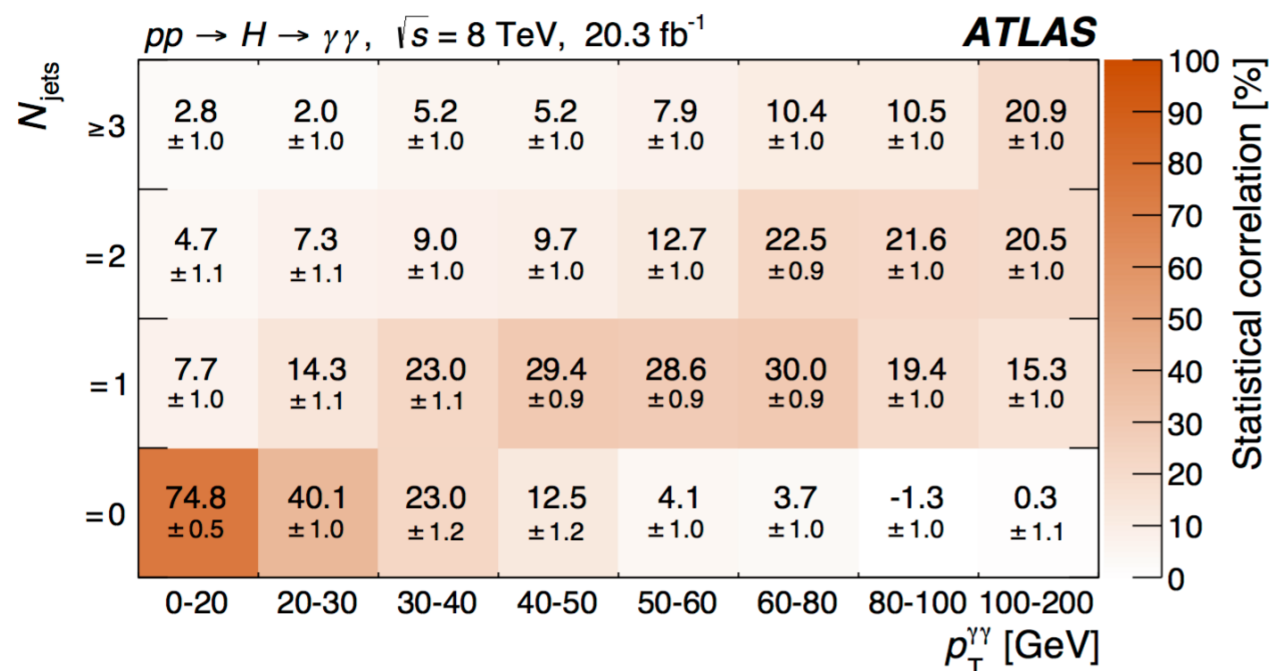 pp → H → γγ, √s = 8 TeV, 20.3 fb⁻¹ ATLAS
N_jets
≥ 3 2.8 2.0 5.2 5.2 7.9 10.4 10.5 20.9
± 1.0 ± 1.0 ± 1.0 ± 1.0 ± 1.0 ± 1.0 ± 1.0 ± 1.0
= 2 4.7 7.3 9.0 9.7 12.7 22.5 21.6 20.5
± 1.1 ± 1.1 ± 1.0 ± 1.0 ± 1.0 ± 0.9 ± 1.0 ± 1.0
= 1 7.7 14.3 23.0 29.4 28.6 30.0 19.4 15.3
± 1.0 ± 1.1 ± 1.1 ± 0.9 ± 0.9 ± 0.9 ± 1.0 ± 1.0
= 0 74.8 40.1 23.0 12.5 4.1 3.7 -1.3 0.3
± 0.5 ± 1.0 ± 1.2 ± 1.2 ± 1.0 ± 1.0 ± 1.0 ± 1.1
0-20 20-30 30-40 40-50 50-60 60-80 80-100 100-200
p_T^γγ [GeV]
100
90
80
70
60
50
40
30
20
10
0
Statistical correlation [%]